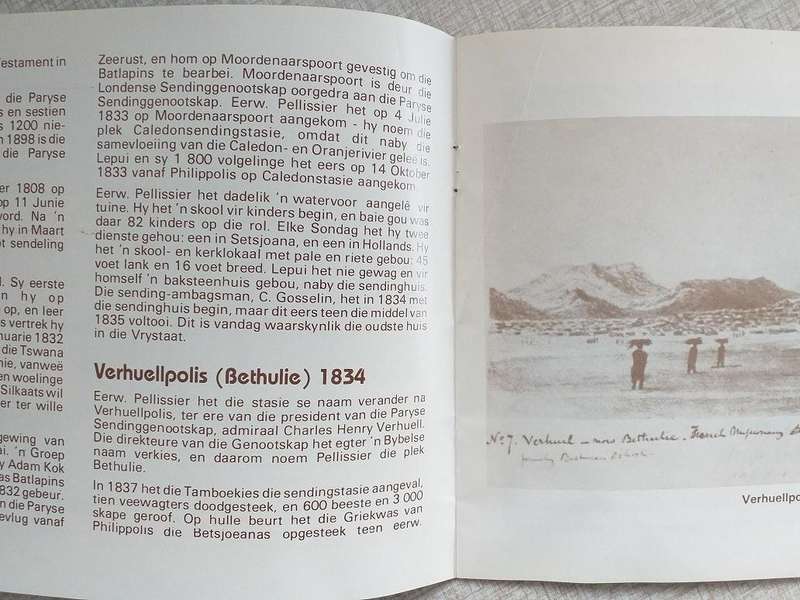 estament in
die Paryse
s en sestien
s 1200 nie-
n 1898 is die
die Paryse
er 1808 op
op 11 Junie
word. Na 'n
hy in Maart
ot sendeling
d. Sy eerste
n hy op
op, en leer
s vertrek hy
nuarie 1832
die Tswana
nie, vanweë
en woelinge
Silkaats wil
er ter wille
gewing van
ai. 'n Groep
y Adam Kok
as Batlapins
832 gebeur.
n die Paryse
evlug vanaf
Zeerust, en hom op Moordenaarspoort gevestig om die
Batlapins te bearbei. Moordenaarspoort is deur die
Londense Sendinggenootskap oorgedra aan die Paryse
Sendinggenootskap. Eerw. Pellissier het op 4 Julie
1833 op Moordenaarspoort aangekom - hy noem die
plek Caledonsendingstasie, omdat dit naby die
samevloeiing van die Caledon- en Oranjerivier geleë is.
Lepui en sy 1 800 volgelinge het eers op 14 Oktober
1833 vanaf Philippolis op Caledonstasie aangekom.
Eerw. Pellissier het dadelik 'n watervoor aangelê vir
tuine. Hy het 'n skool vir kinders begin, en baie gou was
daar 82 kinders op die rol. Elke Sondag het hy twee
dienste gehou: een in Setsjoana, en een in Hollands. Hy
het 'n skool- en kerklokaal met pale en riete gebou: 45
voet lank en 16 voet breed. Lepui het nie gewag en vir
homself 'n baksteenhuis gebou, naby die sendinghuis.
Die sending-ambagsman, C. Gosselin, het in 1834 met
die sendinghuis begin, maar dit eers teen die middel van
1835 voltooi. Dit is vandag waarskynlik die oudste huis
in die Vrystaat.
Verhuellpolis (Bethulie) 1834
Eerw. Pellissier het die stasie se naam verander na
Verhuellpolis, ter ere van die president van die Paryse
Sendinggenootskap, admiraal Charles Henry Verhuell.
Die direkteure van die Genootskap het egter 'n Bybelse
naam verkies, en daarom noem Pellissier die plek
Bethulie.
In 1837 het die Tamboekies die sendingstasie aangeval,
tien veewagters doodgesteek, en 600 beeste en 3 000
skape geroof. Op hulle beurt het die Griekwas van
Philippolis die Betsjoeanas opgesteek teen eerw.
No 7. Verhuel - now Bethulie. French Missionary
Verhuellpo